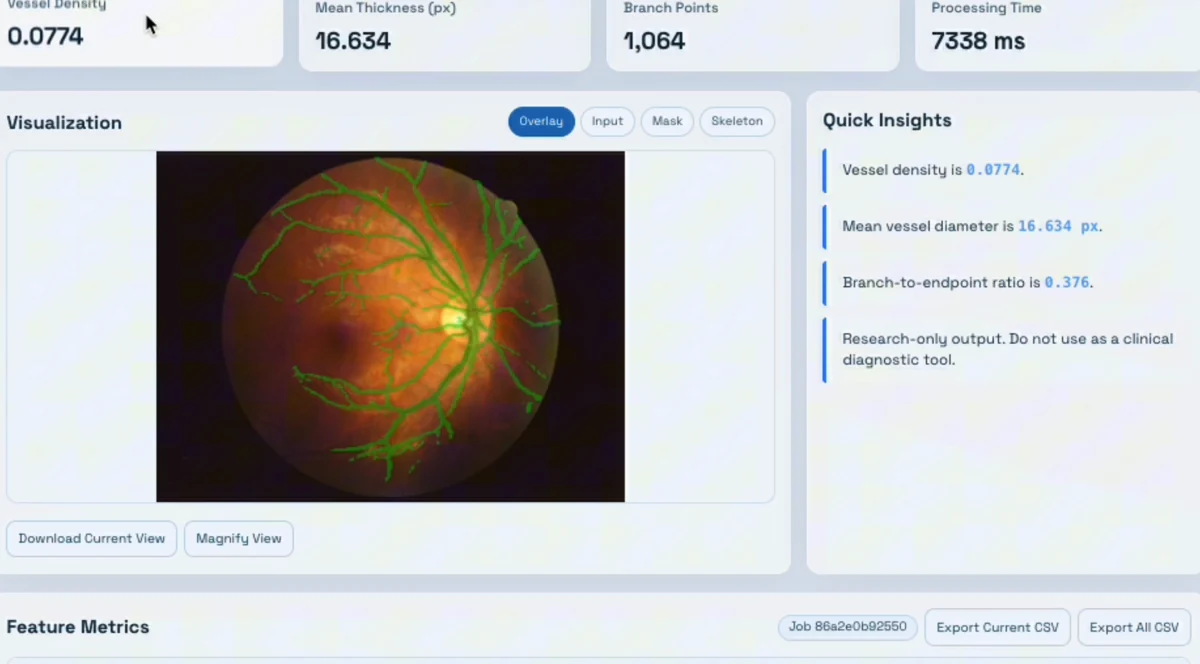 Vessel Density
Mean Thickness (px)
Branch Points
Processing Time
0.0774
16.634
1,064
7338 ms
Visualization
Overlay
Input
Mask
Skeleton
Quick Insights
Vessel density is 0.0774.
Mean vessel diameter is 16.634 px.
Branch-to-endpoint ratio is 0.376.
Research-only output. Do not use as a clinical
diagnostic tool.
Download Current View
Magnify View
Feature Metrics
Job 86a2e0b92550
Export Current CSV
Export All CSV